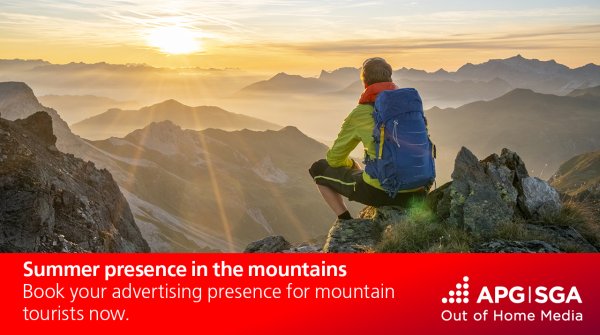 Summer presence in the mountains
Book your advertising presence for mountain
tourists now.
APG|SGA
Out of Home Media